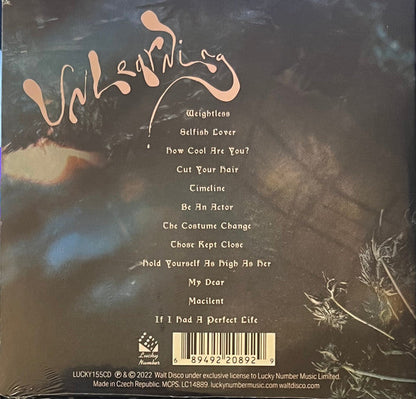 UNLearNing
Weightless
Selfish Lover
How Cool Are You?
Cut Your Hair
Timeline
Be An Actor
The Costume Change
Those Kept Close
Hold Yourself As High As Her
My Dear
Macilent
If I Had A Perfect Life
Lucky
Number
6 89492 20892 9
LUCKY155CD ℗ & © 2022 Walt Disco under exclusive license to Lucky Number Music Limited.
Made in Czech Republic. MCPS. LC14889. luckynumbermusic.com waltdisco.com